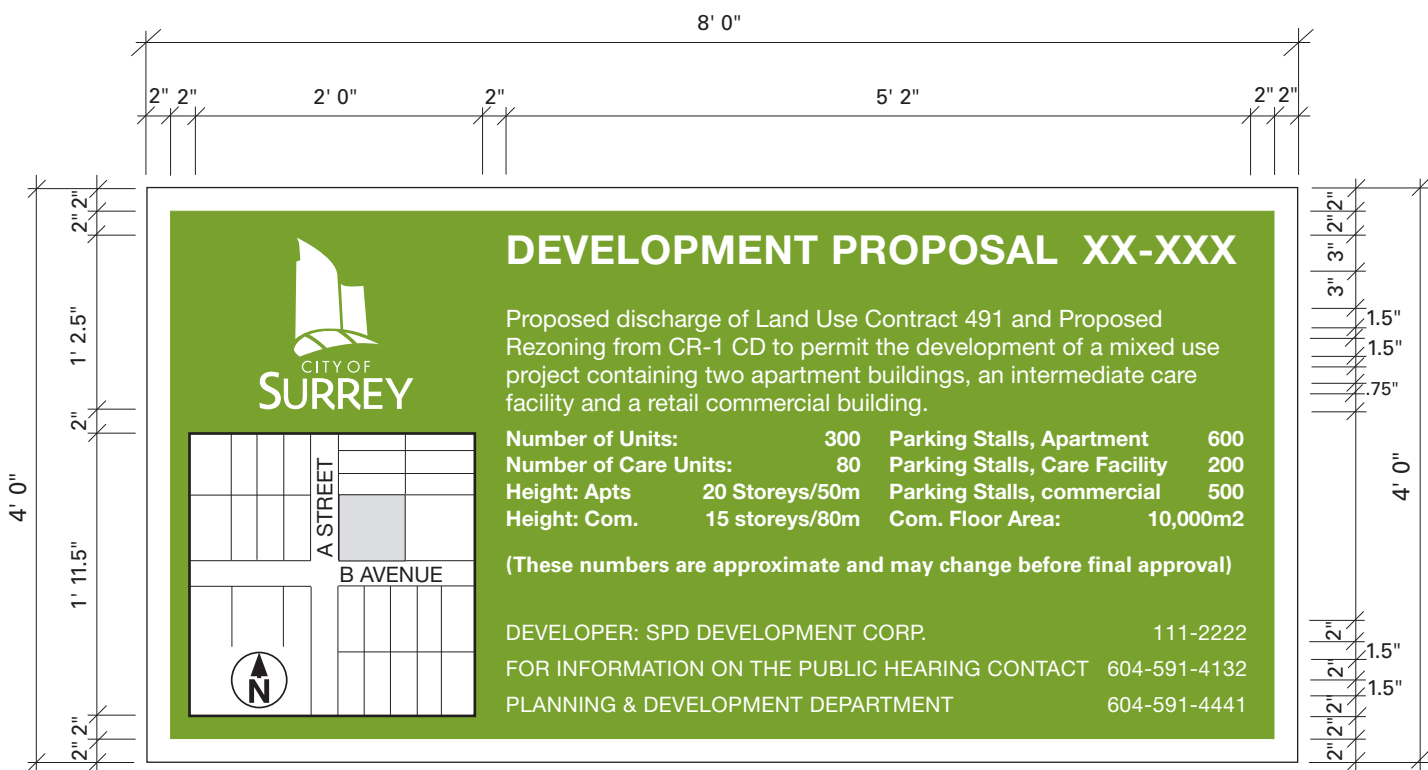 8' 0"
2" 2" 2' 0" 2" 5' 2" 2" 2"
4' 0"
2"
2"
1' 2.5"
2"
1' 11.5"
2"
2"
CITY OF
SURREY
A STREET
B AVENUE
N
DEVELOPMENT PROPOSAL XX-XXX
Proposed discharge of Land Use Contract 491 and Proposed
Rezoning from CR-1 CD to permit the development of a mixed use
project containing two apartment buildings, an intermediate care
facility and a retail commercial building.
Number of Units: 300 Parking Stalls, Apartment 600
Number of Care Units: 80 Parking Stalls, Care Facility 200
Height: Apts 20 Storeys/50m Parking Stalls, commercial 500
Height: Com. 15 storeys/80m Com. Floor Area: 10,000m2
(These numbers are approximate and may change before final approval)
DEVELOPER: SPD DEVELOPMENT CORP. 111-2222
FOR INFORMATION ON THE PUBLIC HEARING CONTACT 604-591-4132
PLANNING & DEVELOPMENT DEPARTMENT 604-591-4441
2"
2"
3"
3"
1.5"
1.5"
.75"
2"
1.5"
2"
1.5"
2"
2"
2"
4' 0"